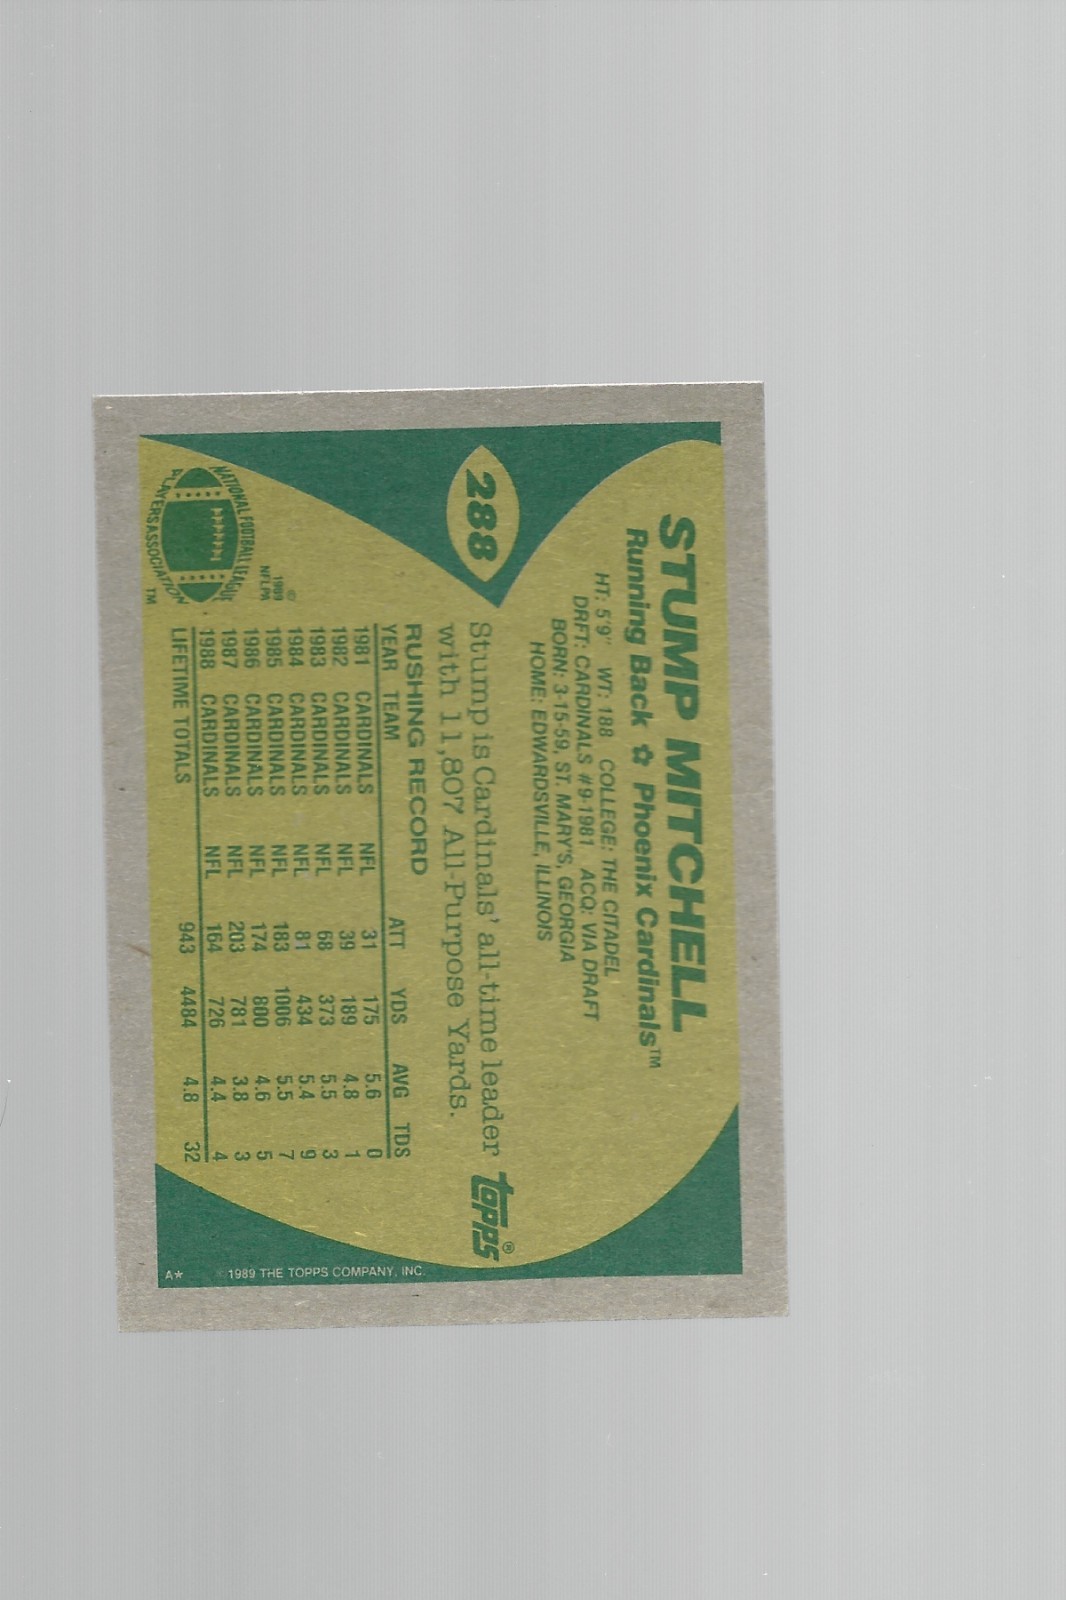 288
STUMP MITCHELL
Running Back ✿ Phoenix Cardinals™
HT: 5'9" WT: 188 COLLEGE: THE CITADEL
DRFT: CARDINALS #9-1981 ACQ: VIA DRAFT
BORN: 3-15-59, ST. MARY'S, GEORGIA
HOME: EDWARDSVILLE, ILLINOIS
Stump is Cardinals' all-time leader
with 11,807 All-Purpose Yards.
topps®
RUSHING RECORD
YEAR TEAM ATT YDS AVG TDS
1981 CARDINALS NFL 31 175 5.6 0
1982 CARDINALS NFL 39 189 4.8 1
1983 CARDINALS NFL 68 373 5.5 3
1984 CARDINALS NFL 81 434 5.4 9
1985 CARDINALS NFL 183 1006 5.5 7
1986 CARDINALS NFL 174 800 4.6 5
1987 CARDINALS NFL 203 781 3.8 3
1988 CARDINALS NFL 164 726 4.4 4
LIFETIME TOTALS 943 4484 4.8 32
©
1989
NFLPA
NATIONAL FOOTBALL LEAGUE
PLAYERS ASSOCIATION
TM
A* ©1989 THE TOPPS COMPANY, INC.